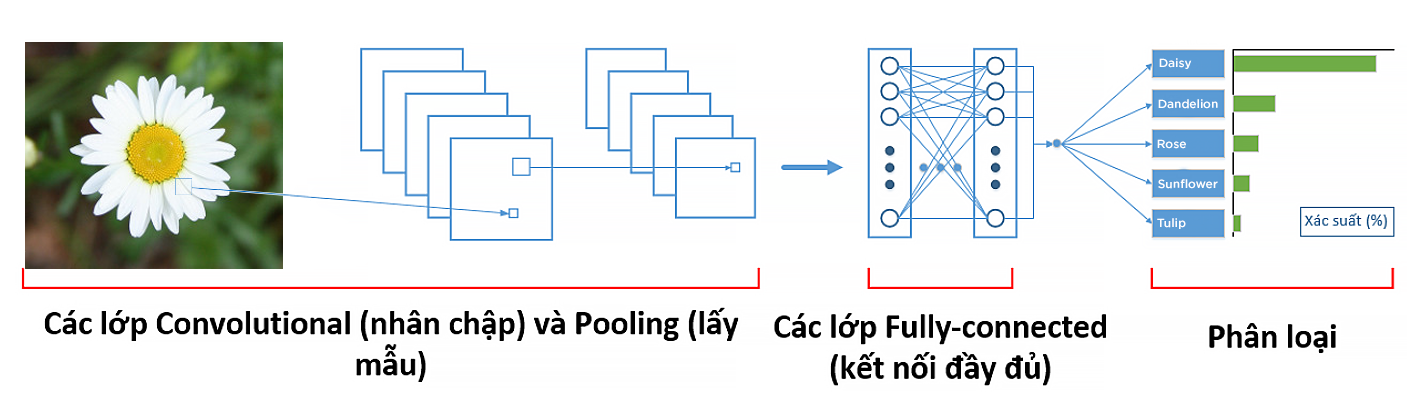 Daisy
Dandelion
Rose
Sunflower
Tulip
Xác suất (%)
Các lớp Convolutional (nhân chập) và Pooling (lấy
mẫu)
Các lớp Fully-connected
(kết nối đầy đủ)
Phân loại